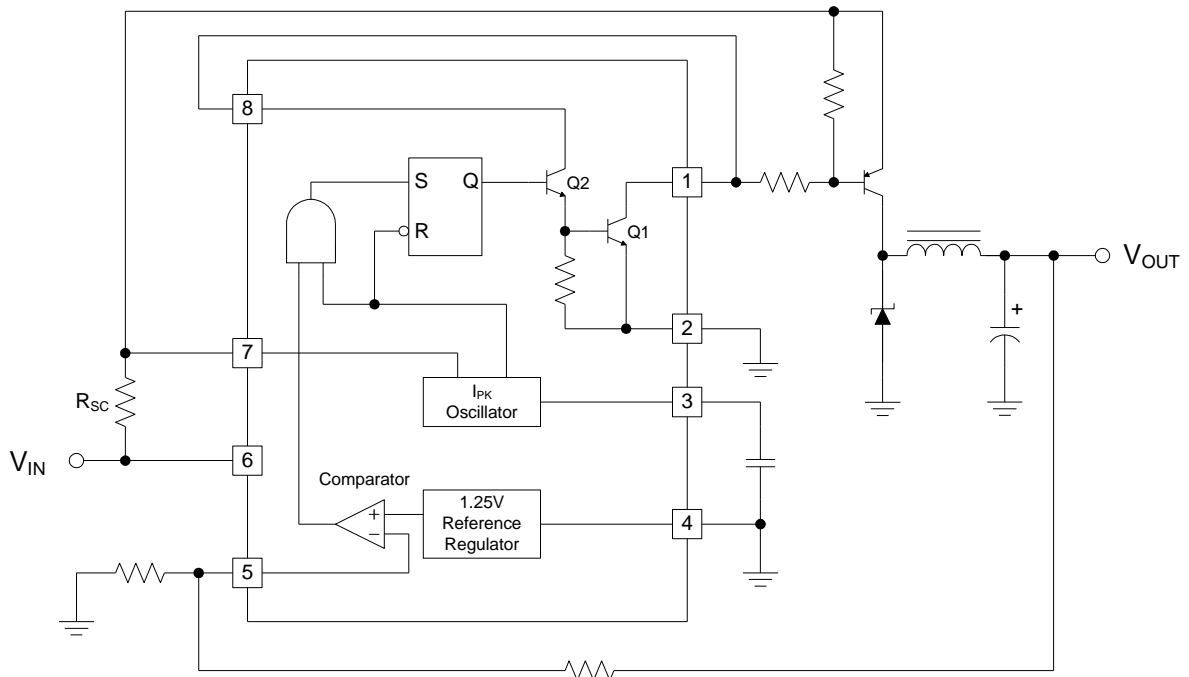 8
S Q
Q2
1
R
Q1
2
7
RSC
IPK
Oscillator
3
VOUT
+
VIN
6
Comparator
+
−
1.25V
Reference
Regulator
4
5